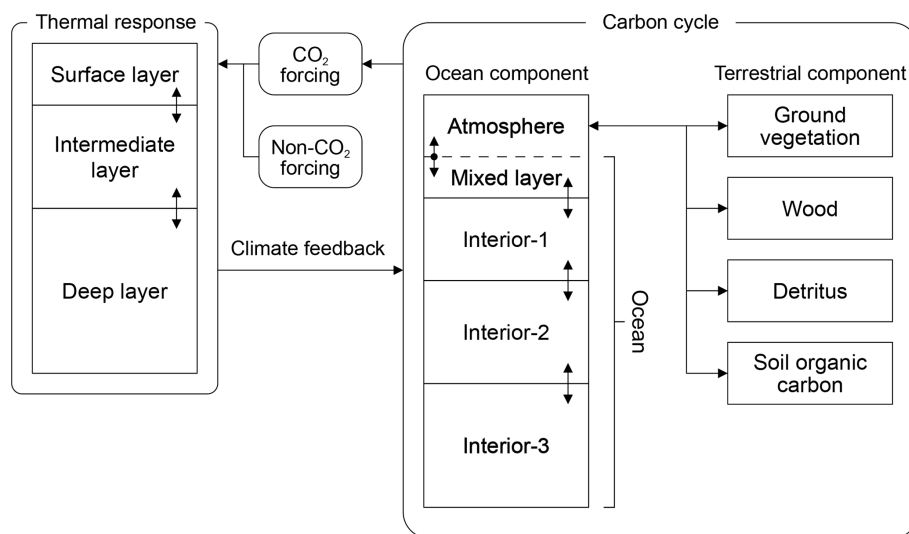 Thermal response
Surface layer
Intermediate
layer
Deep layer
CO₂
forcing
Non-CO₂
forcing
Climate feedback
Carbon cycle
Ocean component
Atmosphere
Mixed layer
Interior-1
Interior-2
Interior-3
Ocean
Terrestrial component
Ground
vegetation
Wood
Detritus
Soil organic
carbon